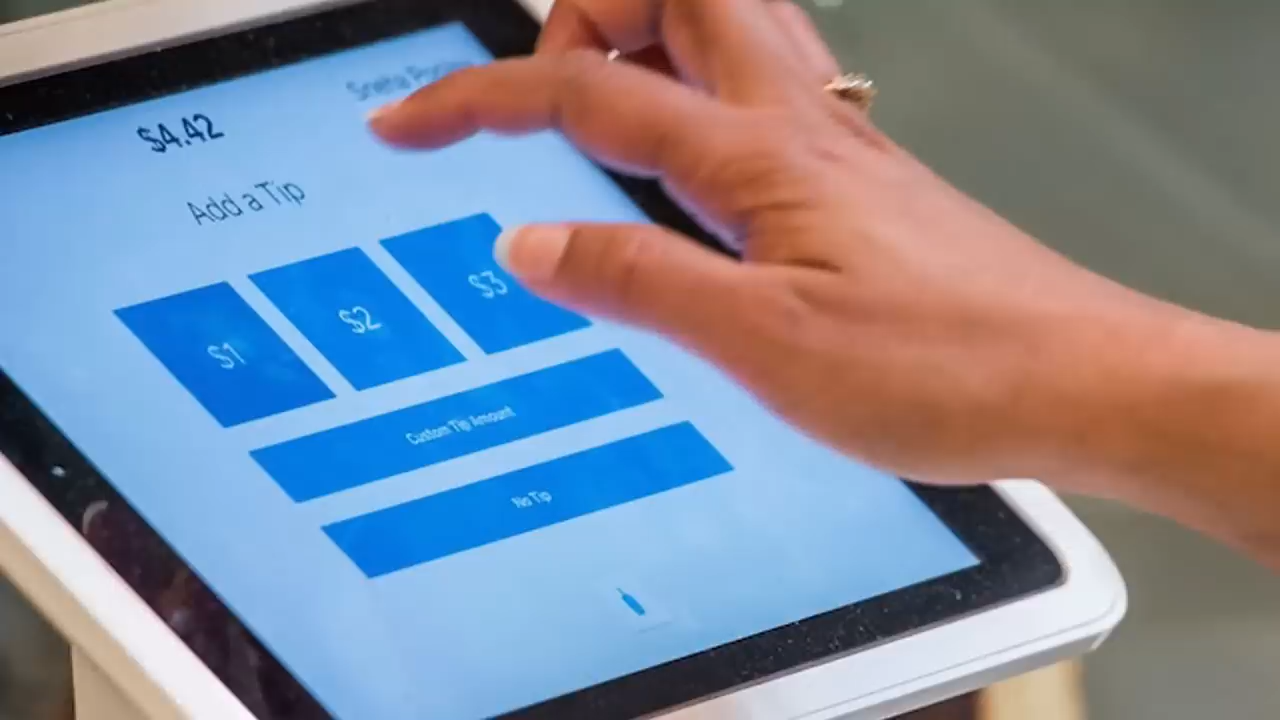 $4.42
Add a Tip
$1 $2 $3
Custom Tip Amount
No Tip